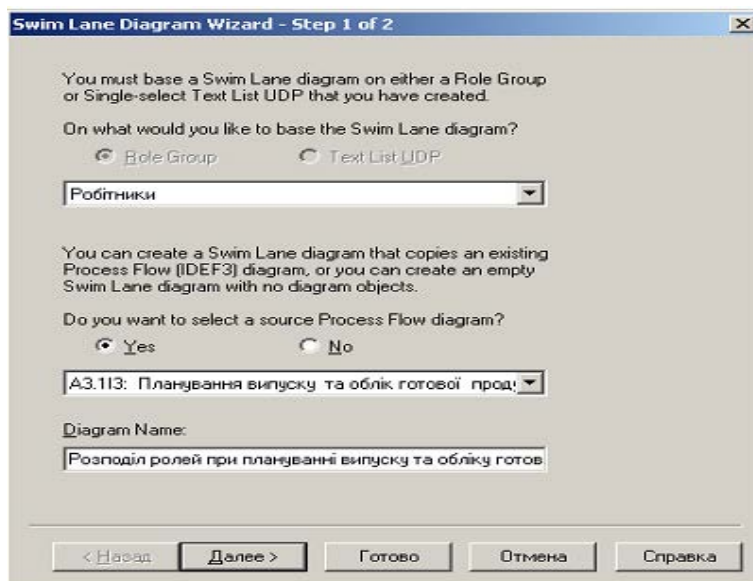 Swim Lane Diagram Wizard - Step 1 of 2
You must base a Swim Lane diagram on either a Role Group
or Single-select Text List UDP that you have created.
On what would you like to base the Swim Lane diagram?
Role Group Text List UDP
Робітники
You can create a Swim Lane diagram that copies an existing
Process Flow (IDEF3) diagram, or you can create an empty
Swim Lane diagram with no diagram objects.
Do you want to select a source Process Flow diagram?
Yes No
А3.1І3: Планування випуску та облік готової проду
Diagram Name:
Розподіл ролей при плануванні випуску та обліку готов
< Назад Далее > Готово Отмена Справка